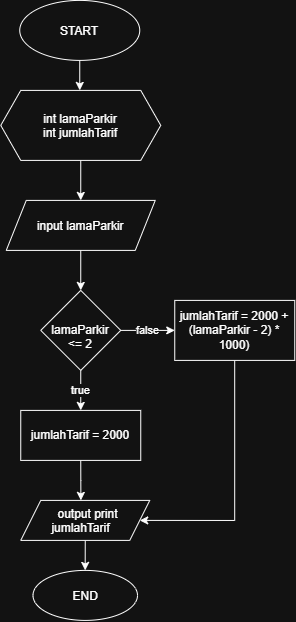 START
int lamaParkir
int jumlahTarif
input lamaParkir
lamaParkir
<= 2
false
jumlahTarif = 2000 +
(lamaParkir - 2) *
1000)
true
jumlahTarif = 2000
output print
jumlahTarif
END